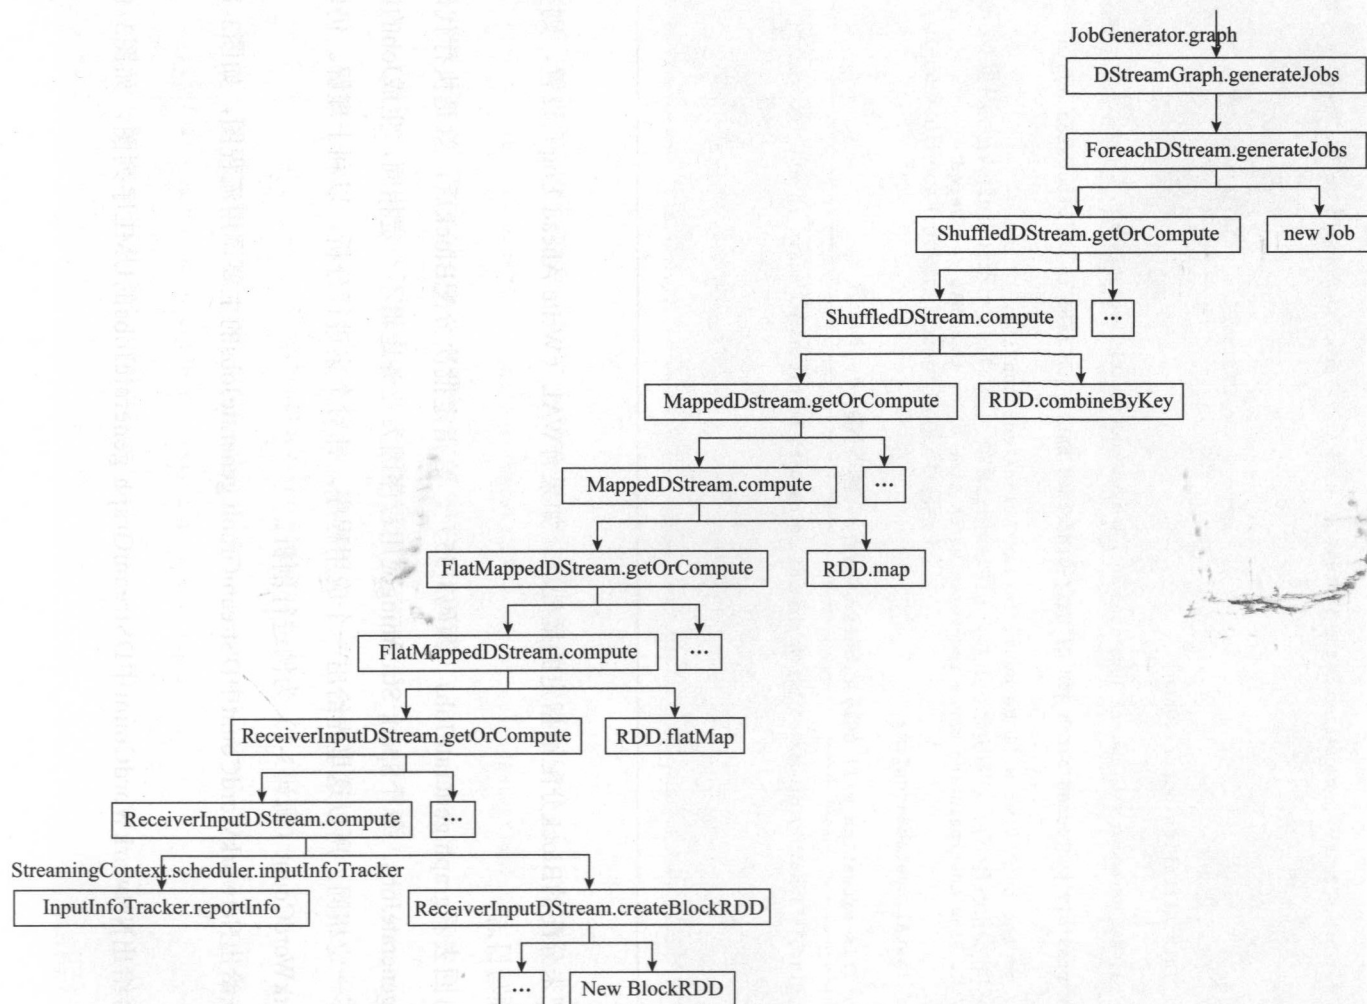 JobGenerator.graph
DStreamGraph.generateJobs
ForeachDStream.generateJobs
ShuffledDStream.getOrCompute
new Job
ShuffledDStream.compute
...
MappedDstream.getOrCompute
RDD.combineByKey
MappedDStream.compute
...
FlatMappedDStream.getOrCompute
RDD.map
FlatMappedDStream.compute
...
ReceiverInputDStream.getOrCompute
RDD.flatMap
ReceiverInputDStream.compute
...
StreamingContext.scheduler.inputInfoTracker
InputInfoTracker.reportInfo
ReceiverInputDStream.createBlockRDD
...
New BlockRDD